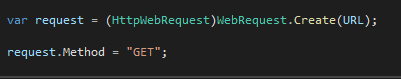 var request = (HttpWebRequest)WebRequest.Create(URL);
request.Method = "GET";